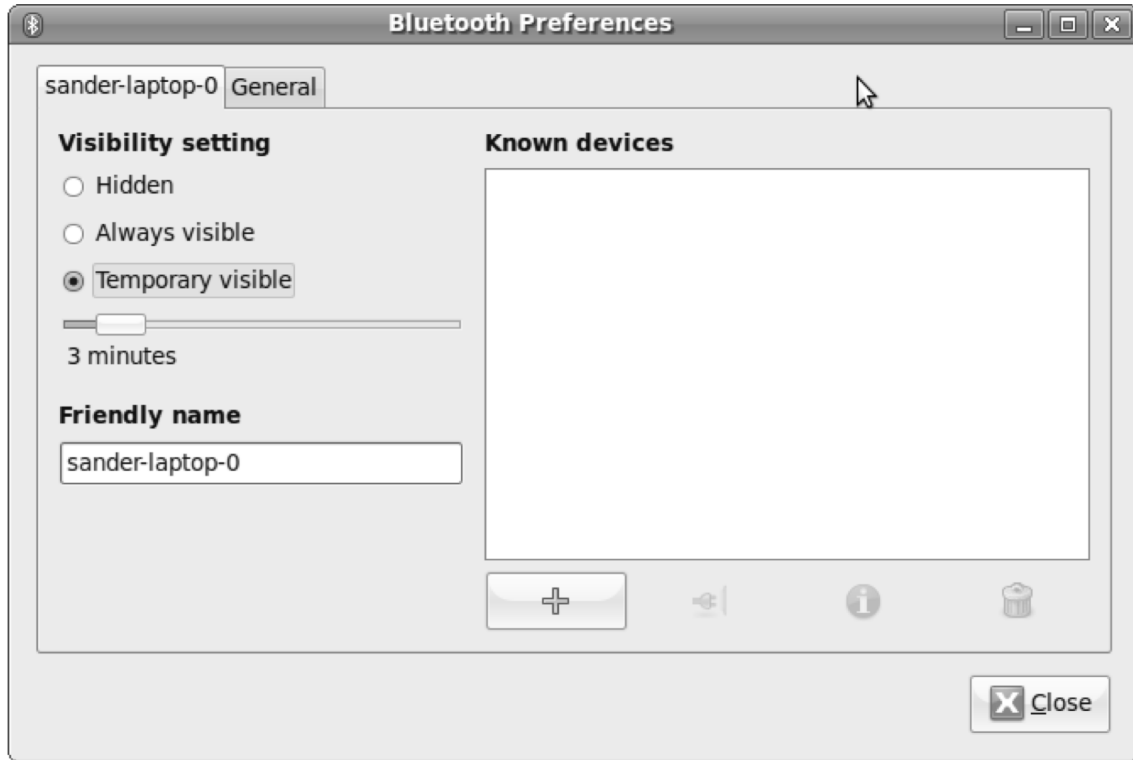 Bluetooth Preferences
sander-laptop-0 General
Visibility setting
Hidden
Always visible
Temporary visible
3 minutes
Friendly name
sander-laptop-0
Known devices
Close